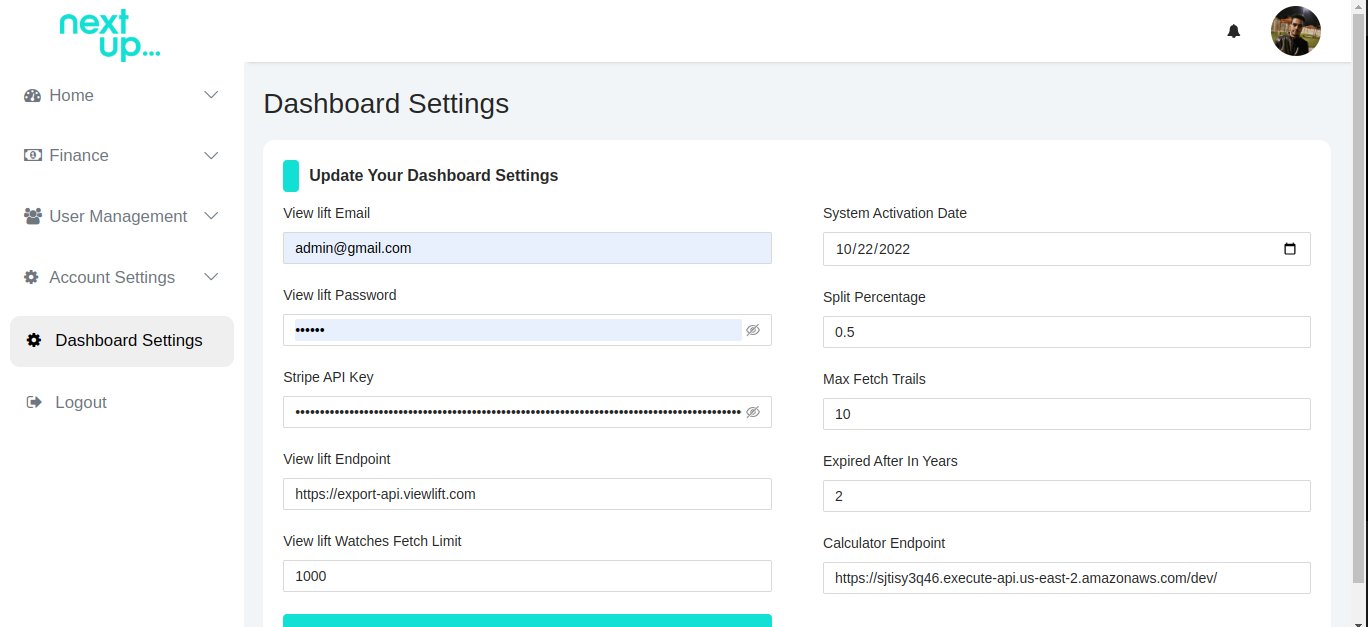 next
up...
Home
Finance
User Management
Account Settings
Dashboard Settings
Logout
Dashboard Settings
Update Your Dashboard Settings
View lift Email
admin@gmail.com
View lift Password
••••••
Stripe API Key
View lift Endpoint
https://export-api.viewlift.com
View lift Watches Fetch Limit
1000
System Activation Date
10/22/2022
Split Percentage
0.5
Max Fetch Trails
10
Expired After In Years
2
Calculator Endpoint
https://sjtisy3q46.execute-api.us-east-2.amazonaws.com/dev/